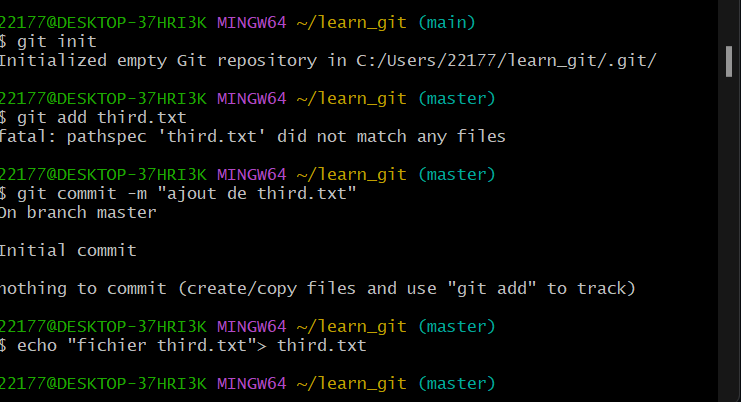 22177@DESKTOP-37HRI3K MINGW64 ~/learn_git (main)
$ git init
Initialized empty Git repository in C:/Users/22177/learn_git/.git/
22177@DESKTOP-37HRI3K MINGW64 ~/learn_git (master)
$ git add third.txt
fatal: pathspec 'third.txt' did not match any files
22177@DESKTOP-37HRI3K MINGW64 ~/learn_git (master)
$ git commit -m "ajout de third.txt"
On branch master
Initial commit
nothing to commit (create/copy files and use "git add" to track)
22177@DESKTOP-37HRI3K MINGW64 ~/learn_git (master)
$ echo "fichier third.txt"> third.txt
22177@DESKTOP-37HRI3K MINGW64 ~/learn_git (master)